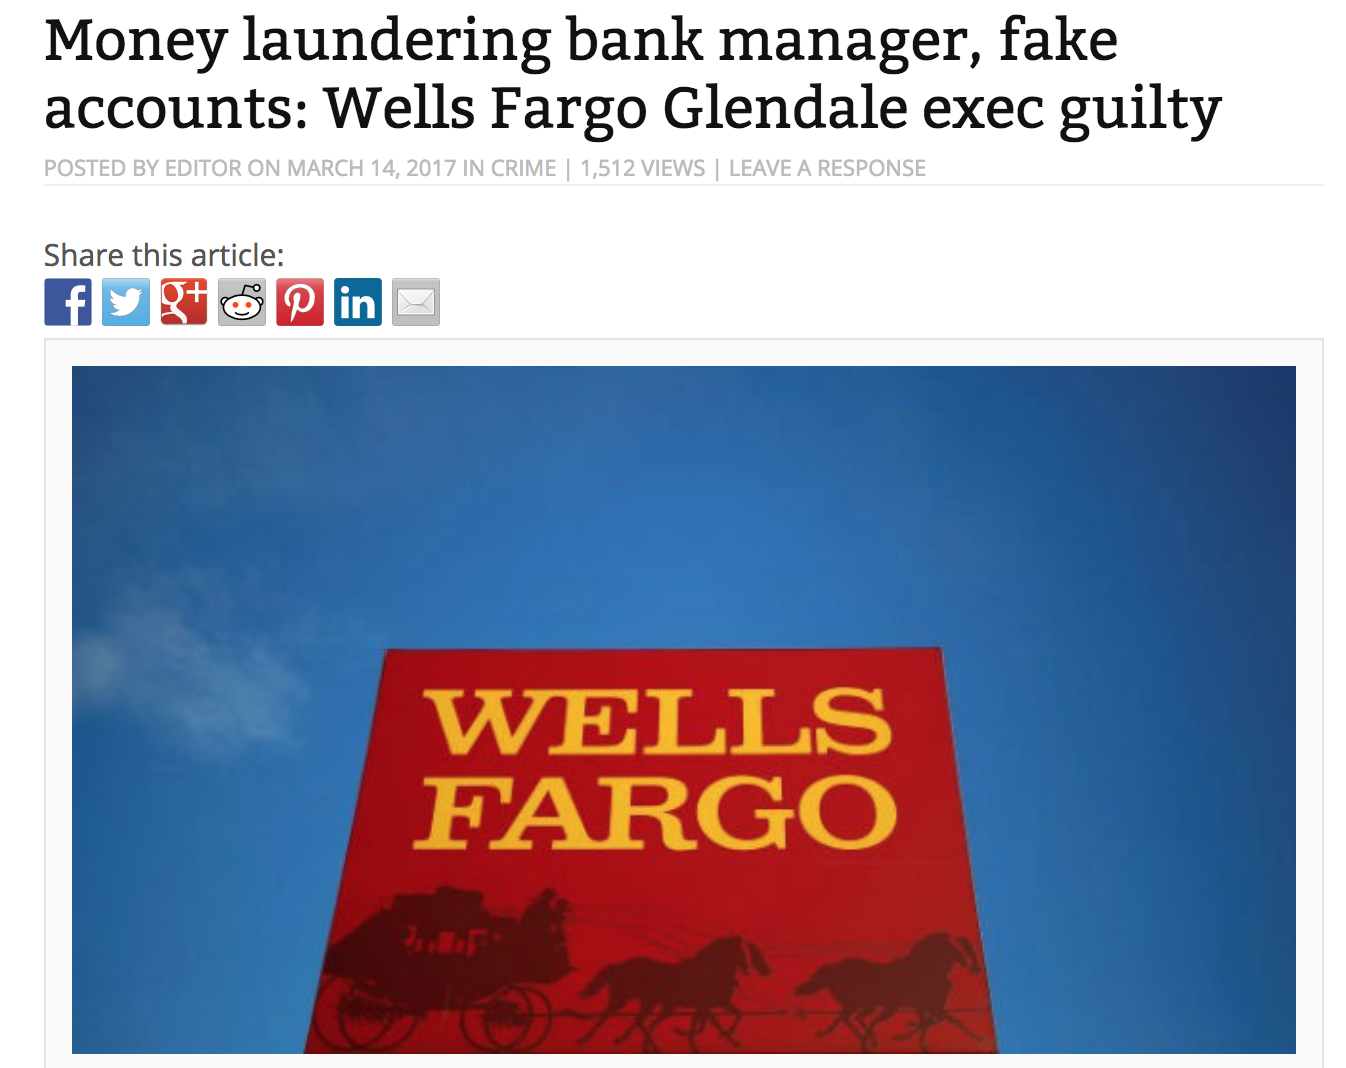 Money laundering bank manager, fake
accounts: Wells Fargo Glendale exec guilty
POSTED BY EDITOR ON MARCH 14, 2017 IN CRIME | 1,512 VIEWS | LEAVE A RESPONSE
Share this article:
f
g+
in
WELLS
FARGO